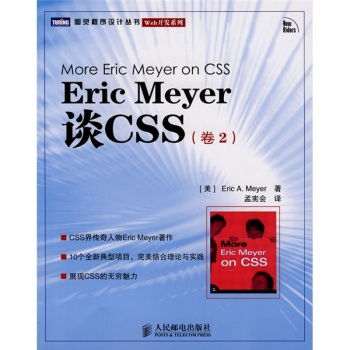 TURING 图灵程序设计丛书 Web开发系列
New Riders
More Eric Meyer on CSS
Eric Meyer
谈CSS(卷2)
[美] Eric A. Meyer 著
孟宪会 译
CSS界传奇人物Eric Meyer著作
10个全新典型项目，完美结合理论与实践
展现CSS的无穷魅力
More
Eric Meyer
on CSS
人民邮电出版社
POSTS & TELECOM PRESS